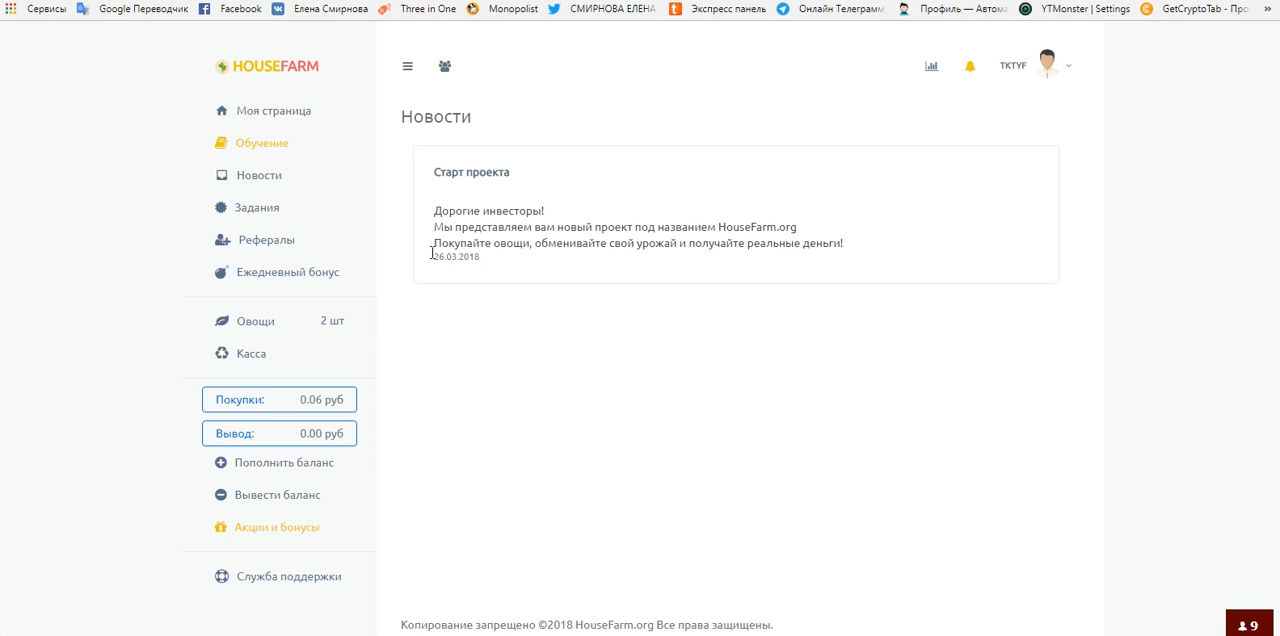 Сервисы Google Переводчик Facebook Елена Смирнова Three in One Monopolist СМИРНОВА ЕЛЕНА Экспресс панель Онлайн Телеграмм Профиль — Автома YTMonster | Settings GetCryptoTab - Про »
HOUSEFARM
TKTYF
Моя страница
Обучение
Новости
Задания
Рефералы
Ежедневный бонус
Овощи 2 шт
Касса
Покупки: 0.06 руб
Вывод: 0.00 руб
Пополнить баланс
Вывести баланс
Акции и бонусы
Служба поддержки
Новости
Старт проекта
Дорогие инвесторы!
Мы представляем вам новый проект под названием HouseFarm.org
Покупайте овощи, обменивайте свой урожай и получайте реальные деньги!
26.03.2018
Копирование запрещено ©2018 HouseFarm.org Все права защищены.
9